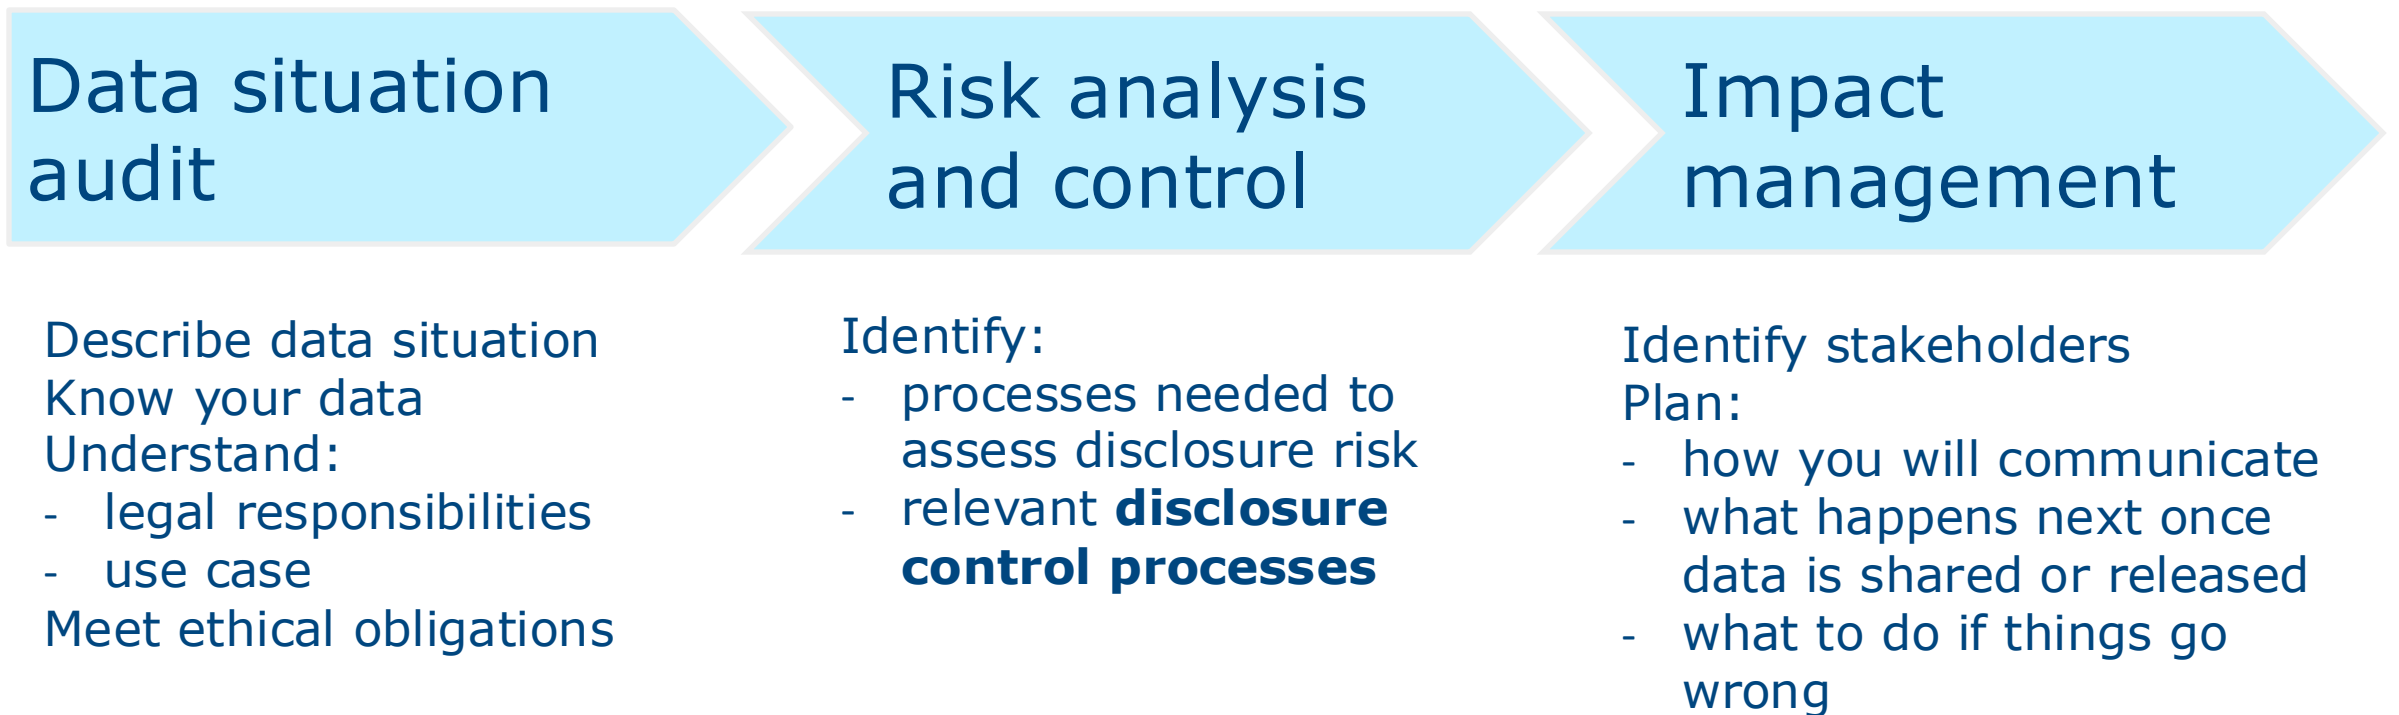 Data situation
audit
Risk analysis
and control
Impact
management
Describe data situation
Know your data
Understand:
- legal responsibilities
- use case
Meet ethical obligations
Identify:
- processes needed to
assess disclosure risk
- relevant disclosure
control processes
Identify stakeholders
Plan:
- how you will communicate
- what happens next once
data is shared or released
- what to do if things go
wrong